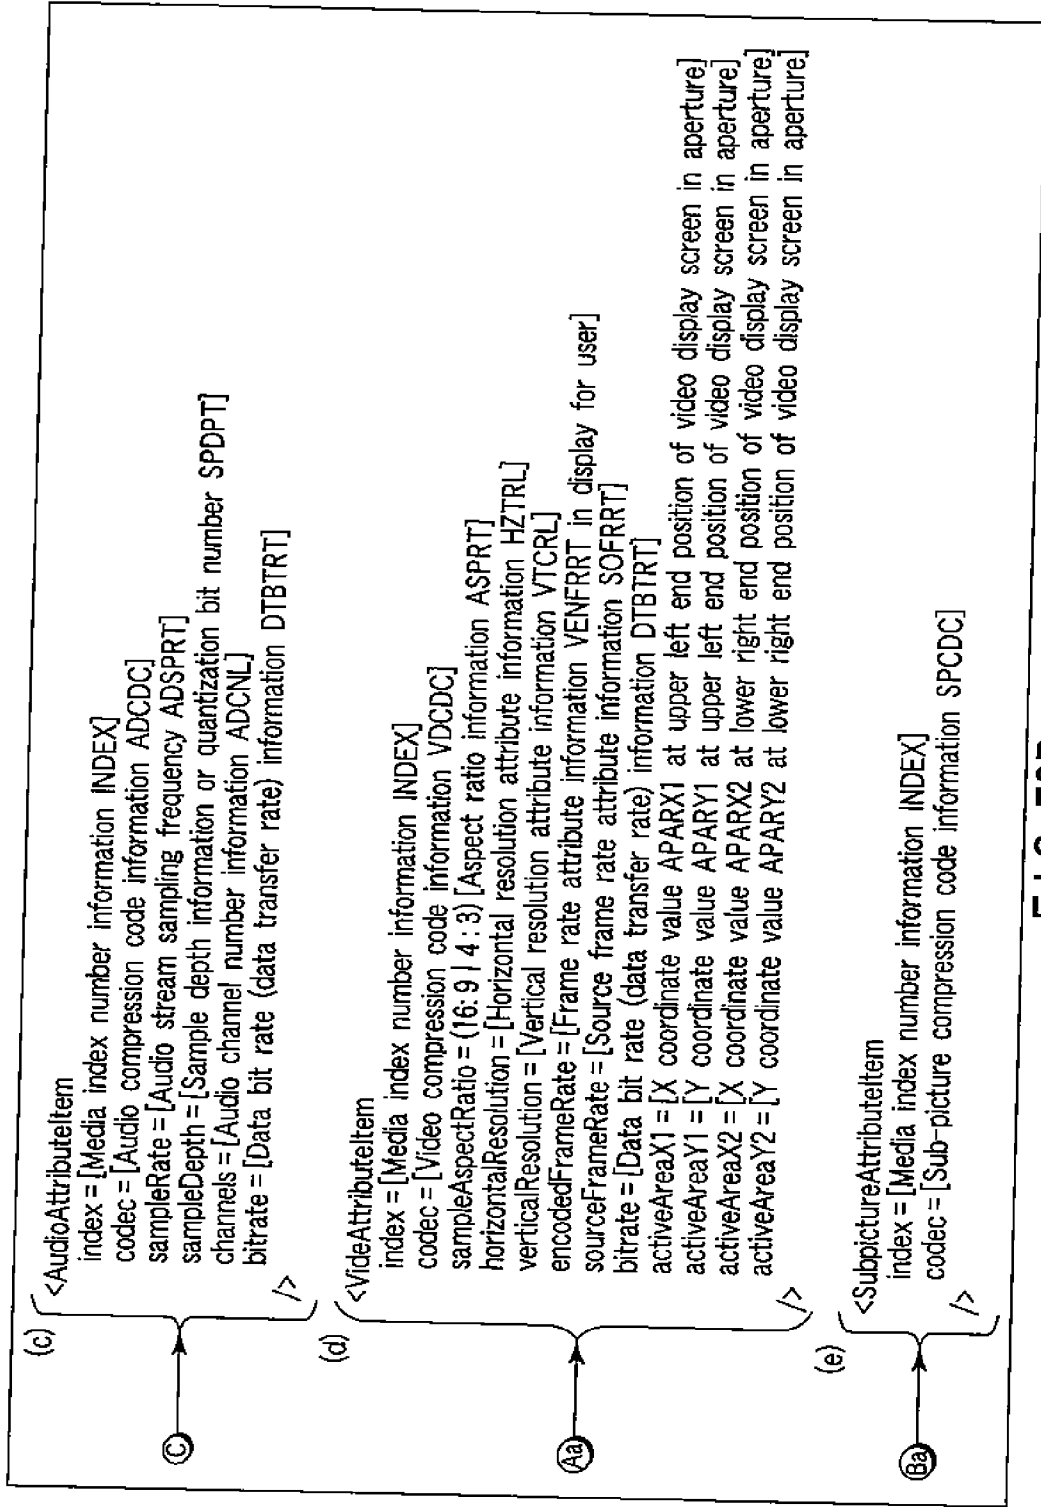 (c)
<AudioAttributeItem
index = [Media index number information INDEX]
codec = [Audio compression code information ADCDC]
sampleRate = [Audio stream sampling frequency ADSPRT]
sampleDepth = [Sample depth information or quantization bit number SPDPT]
channels = [Audio channel number information ADCNL]
bitrate = [Data bit rate (data transfer rate) information DTBTRT]
/>
C
(d)
<VideAttributeItem
index = [Media index number information INDEX]
codec = [Video compression code information VDCDC]
sampleAspectRatio = (16:9 | 4:3) [Aspect ratio information ASPRT]
horizontalResolution = [Horizontal resolution attribute information HZTRL]
verticalResolution = [Vertical resolution attribute information VTCRL]
encodedFrameRate = [Frame rate attribute information VENFRRT in display for user]
sourceFrameRate = [Source frame rate attribute information SOFRRT]
bitrate = [Data bit rate (data transfer rate) information DTBTRT]
activeAreaX1 = [X coordinate value APARX1 at upper left end position of video display screen in aperture]
activeAreaY1 = [Y coordinate value APARY1 at upper left end position of video display screen in aperture]
activeAreaX2 = [X coordinate value APARX2 at lower right end position of video display screen in aperture]
activeAreaY2 = [Y coordinate value APARY2 at lower right end position of video display screen in aperture]
/>
Aa
(e)
<SubpictureAttributeItem
index = [Media index number information INDEX]
codec = [Sub-picture compression code information SPCDC]
/>
Ba